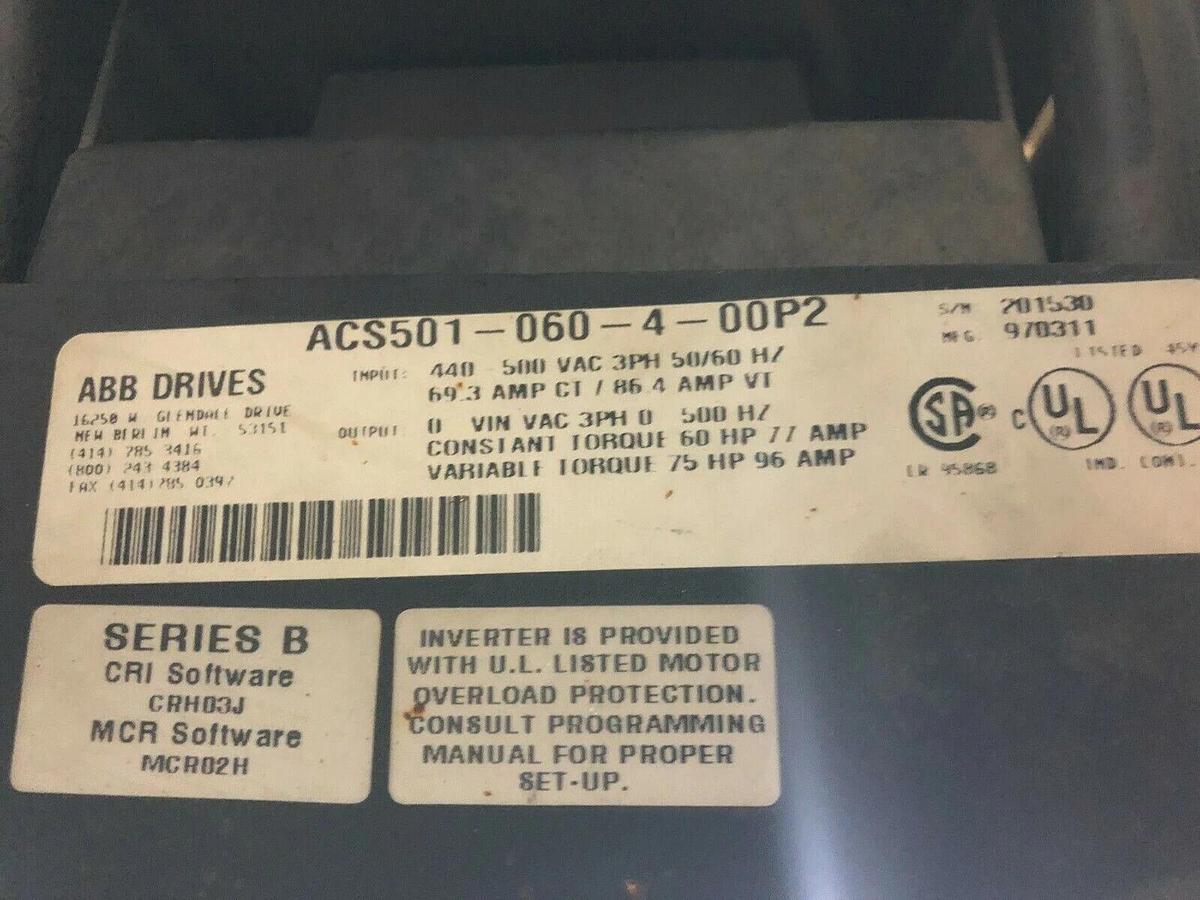 ACS501-060-4-00P2
S/N 201530
MFG. 970311
ABB DRIVES
16250 W. GLENDALE DRIVE
NEW BERLIN WI. 53151
(414) 785 3416
(800) 243 4384
FAX (414)785 0397
INPUT: 440 500 VAC 3PH 50/60 HZ
69.3 AMP CT / 86.4 AMP VT
OUTPUT 0 VIN VAC 3PH 0 500 HZ
CONSTANT TORQUE 60 HP 77 AMP
VARIABLE TORQUE 75 HP 96 AMP
LISTED
SA (R)
C UL (R)
UL (R)
LR 95868
IND. CONT.
SERIES B
CRI Software
CRH03J
MCR Software
MCR02H
INVERTER IS PROVIDED
WITH U.L. LISTED MOTOR
OVERLOAD PROTECTION.
CONSULT PROGRAMMING
MANUAL FOR PROPER
SET-UP.